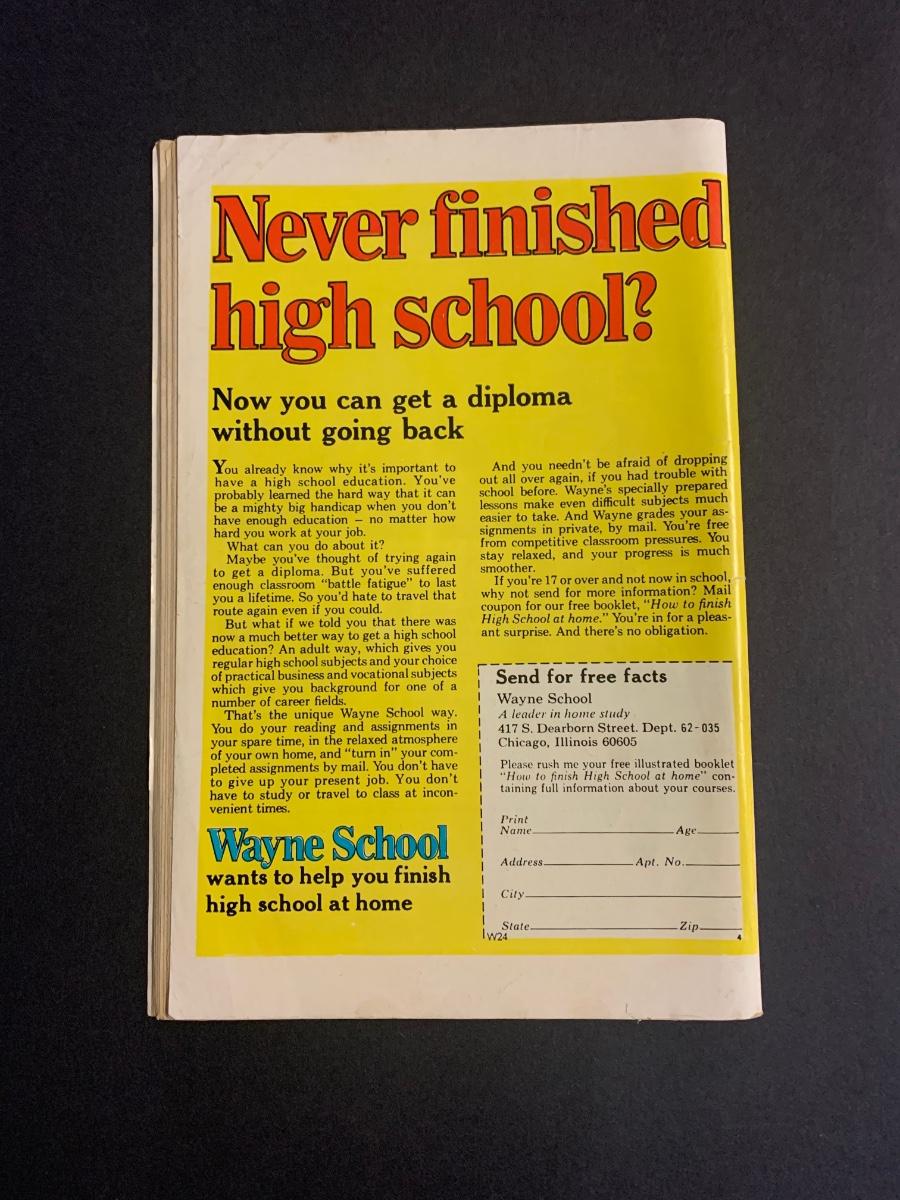 Never finished
high school?
Now you can get a diploma
without going back
You already know why it's important to
have a high school education. You've
probably learned the hard way that it can
be a mighty big handicap when you don't
have enough education – no matter how
hard you work at your job.
What can you do about it?
Maybe you've thought of trying again
to get a diploma. But you've suffered
enough classroom "battle fatigue" to last
you a lifetime. So you'd hate to travel that
route again even if you could.
But what if we told you that there was
now a much better way to get a high school
education? An adult way, which gives you
regular high school subjects and your choice
of practical business and vocational subjects
which give you background for one of a
number of career fields.
That's the unique Wayne School way.
You do your reading and assignments in
your spare time, in the relaxed atmosphere
of your own home, and "turn in" your com-
pleted assignments by mail. You don't have
to give up your present job. You don't
have to study or travel to class at incon-
venient times.
Wayne School
wants to help you finish
high school at home
And you needn't be afraid of dropping
out all over again, if you had trouble with
school before. Wayne's specially prepared
lessons make even difficult subjects much
easier to take. And Wayne grades your as-
signments in private, by mail. You're free
from competitive classroom pressures. You
stay relaxed, and your progress is much
smoother.
If you're 17 or over and not now in school,
why not send for more information? Mail
coupon for our free booklet, "How to finish
High School at home." You're in for a pleas-
ant surprise. And there's no obligation.
Send for free facts
Wayne School
A leader in home study
417 S. Dearborn Street. Dept. 62-035
Chicago, Illinois 60605
Please rush me your free illustrated booklet
"How to finish High School at home" con-
taining full information about your courses.
Print
Name Age
Address Apt. No.
City
State Zip
W24 4